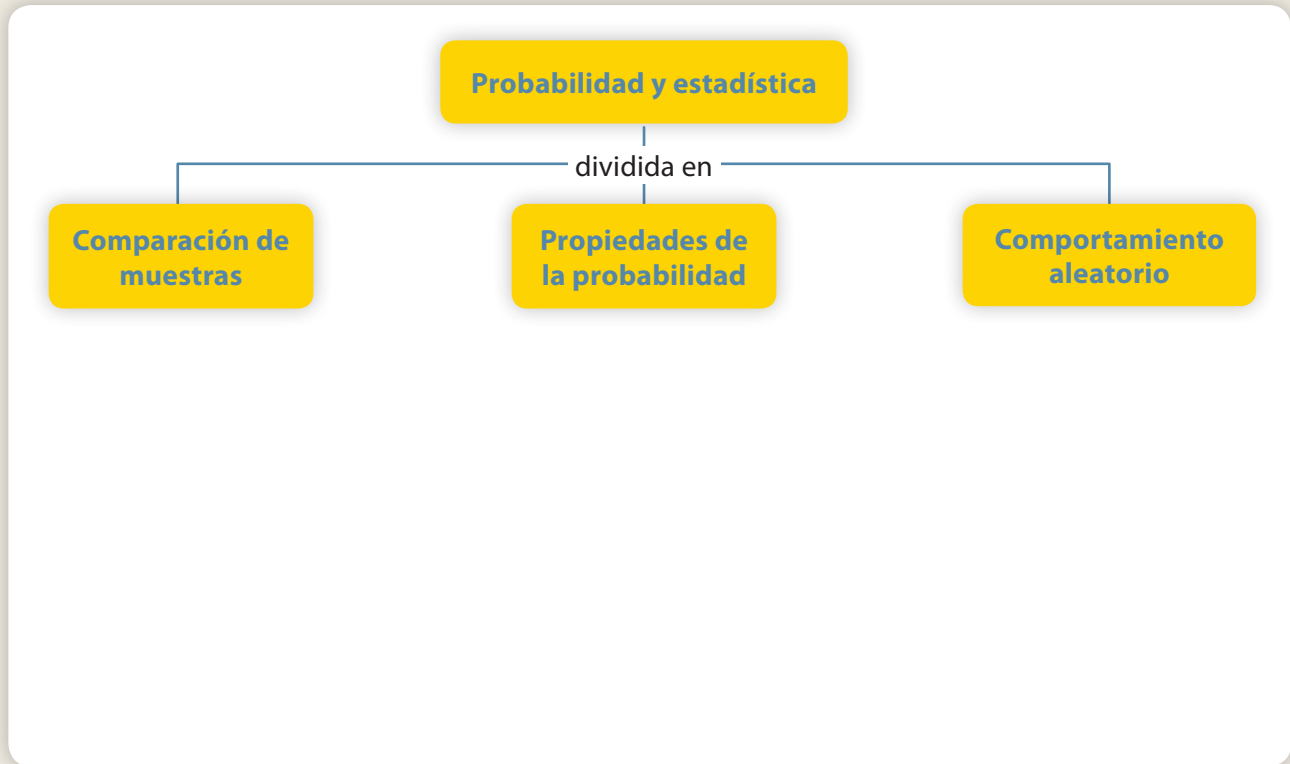 Probabilidad y estadística
dividida en
Comparación de
muestras
Propiedades de
la probabilidad
Comportamiento
aleatorio